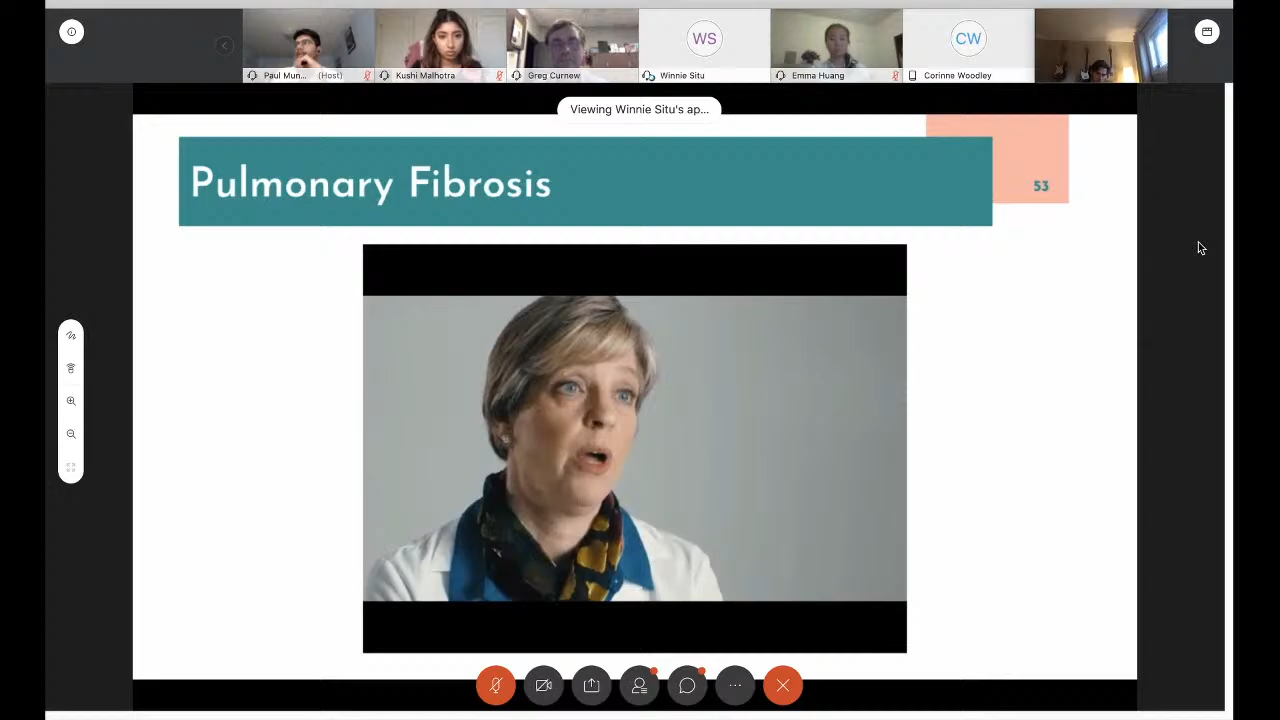 WS
CW
Paul Mun... (Host)
Kushi Malhotra
Greg Curnew
Winnie Situ
Emma Huang
Corinne Woodley
Viewing Winnie Situ's ap...
Pulmonary Fibrosis
53